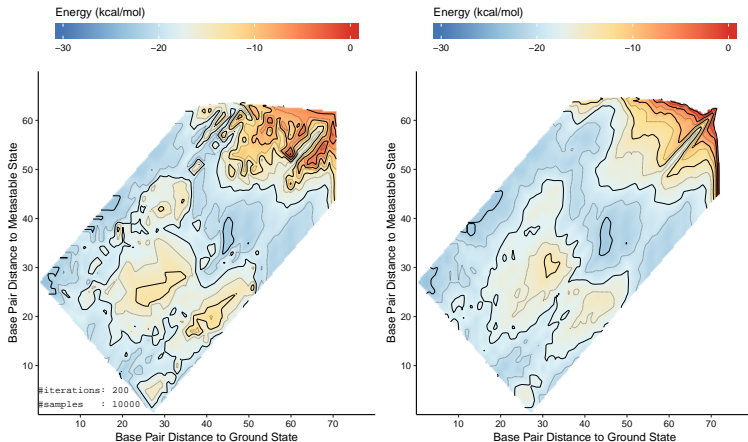 Energy (kcal/mol)
−30 −20 −10 0
Base Pair Distance to Metastable State
60
50
40
30
20
10
#iterations: 200
#samples   : 10000
10 20 30 40 50 60 70
Base Pair Distance to Ground State
Energy (kcal/mol)
−30 −20 −10 0
Base Pair Distance to Metastable State
60
50
40
30
20
10
10 20 30 40 50 60 70
Base Pair Distance to Ground State